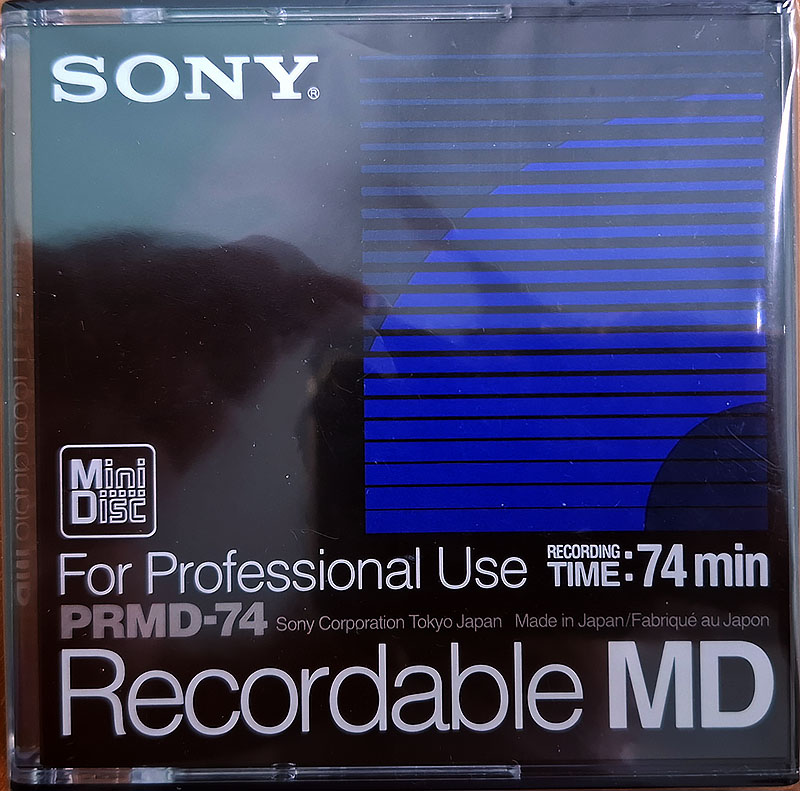 SONY®
Mini
Disc
For Professional Use RECORDING TIME: 74 min
PRMD-74 Sony Corporation Tokyo Japan Made in Japan/Fabriqué au Japon
Recordable MD